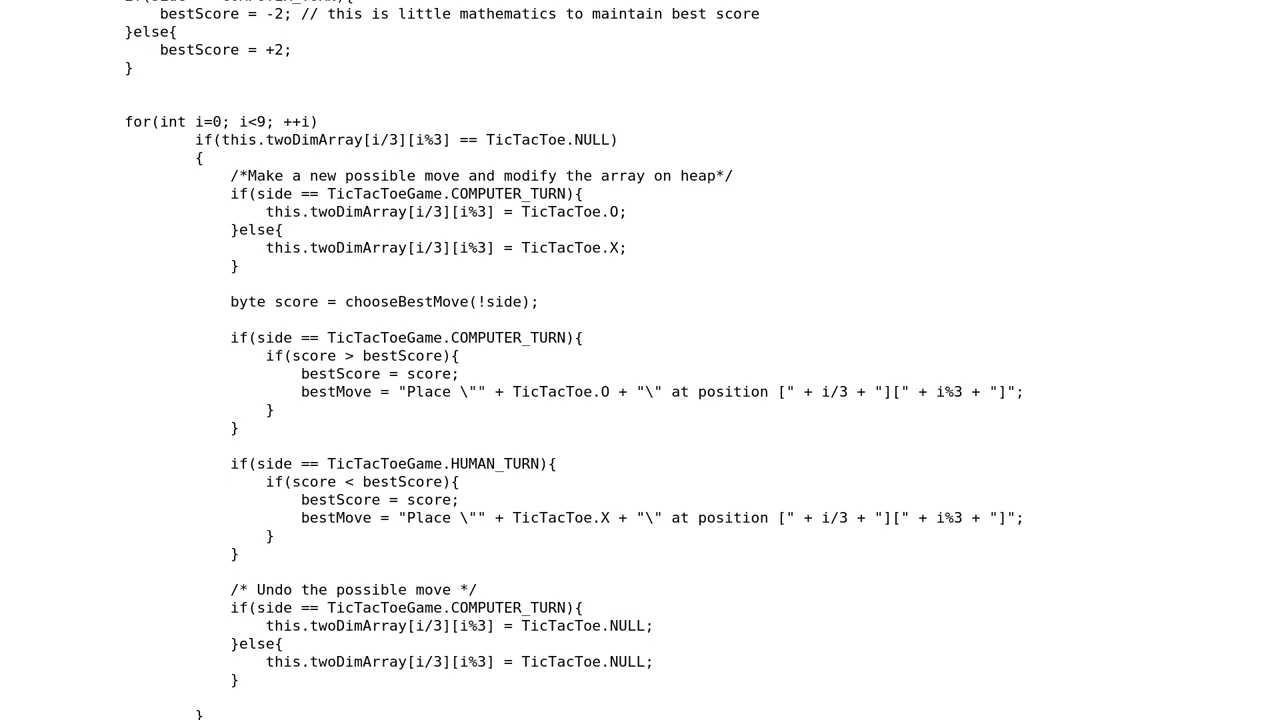 bestScore = -2; // this is little mathematics to maintain best score
}else{
bestScore = +2;
}
for(int i=0; i<9; ++i)
if(this.twoDimArray[i/3][i%3] == TicTacToe.NULL)
{
/*Make a new possible move and modify the array on heap*/
if(side == TicTacToeGame.COMPUTER_TURN){
this.twoDimArray[i/3][i%3] = TicTacToe.O;
}else{
this.twoDimArray[i/3][i%3] = TicTacToe.X;
}
byte score = chooseBestMove(!side);
if(side == TicTacToeGame.COMPUTER_TURN){
if(score > bestScore){
bestScore = score;
bestMove = "Place \"" + TicTacToe.O + "\" at position [" + i/3 + "][" + i%3 + "]";
}
}
if(side == TicTacToeGame.HUMAN_TURN){
if(score < bestScore){
bestScore = score;
bestMove = "Place \"" + TicTacToe.X + "\" at position [" + i/3 + "][" + i%3 + "]";
}
}
/* Undo the possible move */
if(side == TicTacToeGame.COMPUTER_TURN){
this.twoDimArray[i/3][i%3] = TicTacToe.NULL;
}else{
this.twoDimArray[i/3][i%3] = TicTacToe.NULL;
}
}